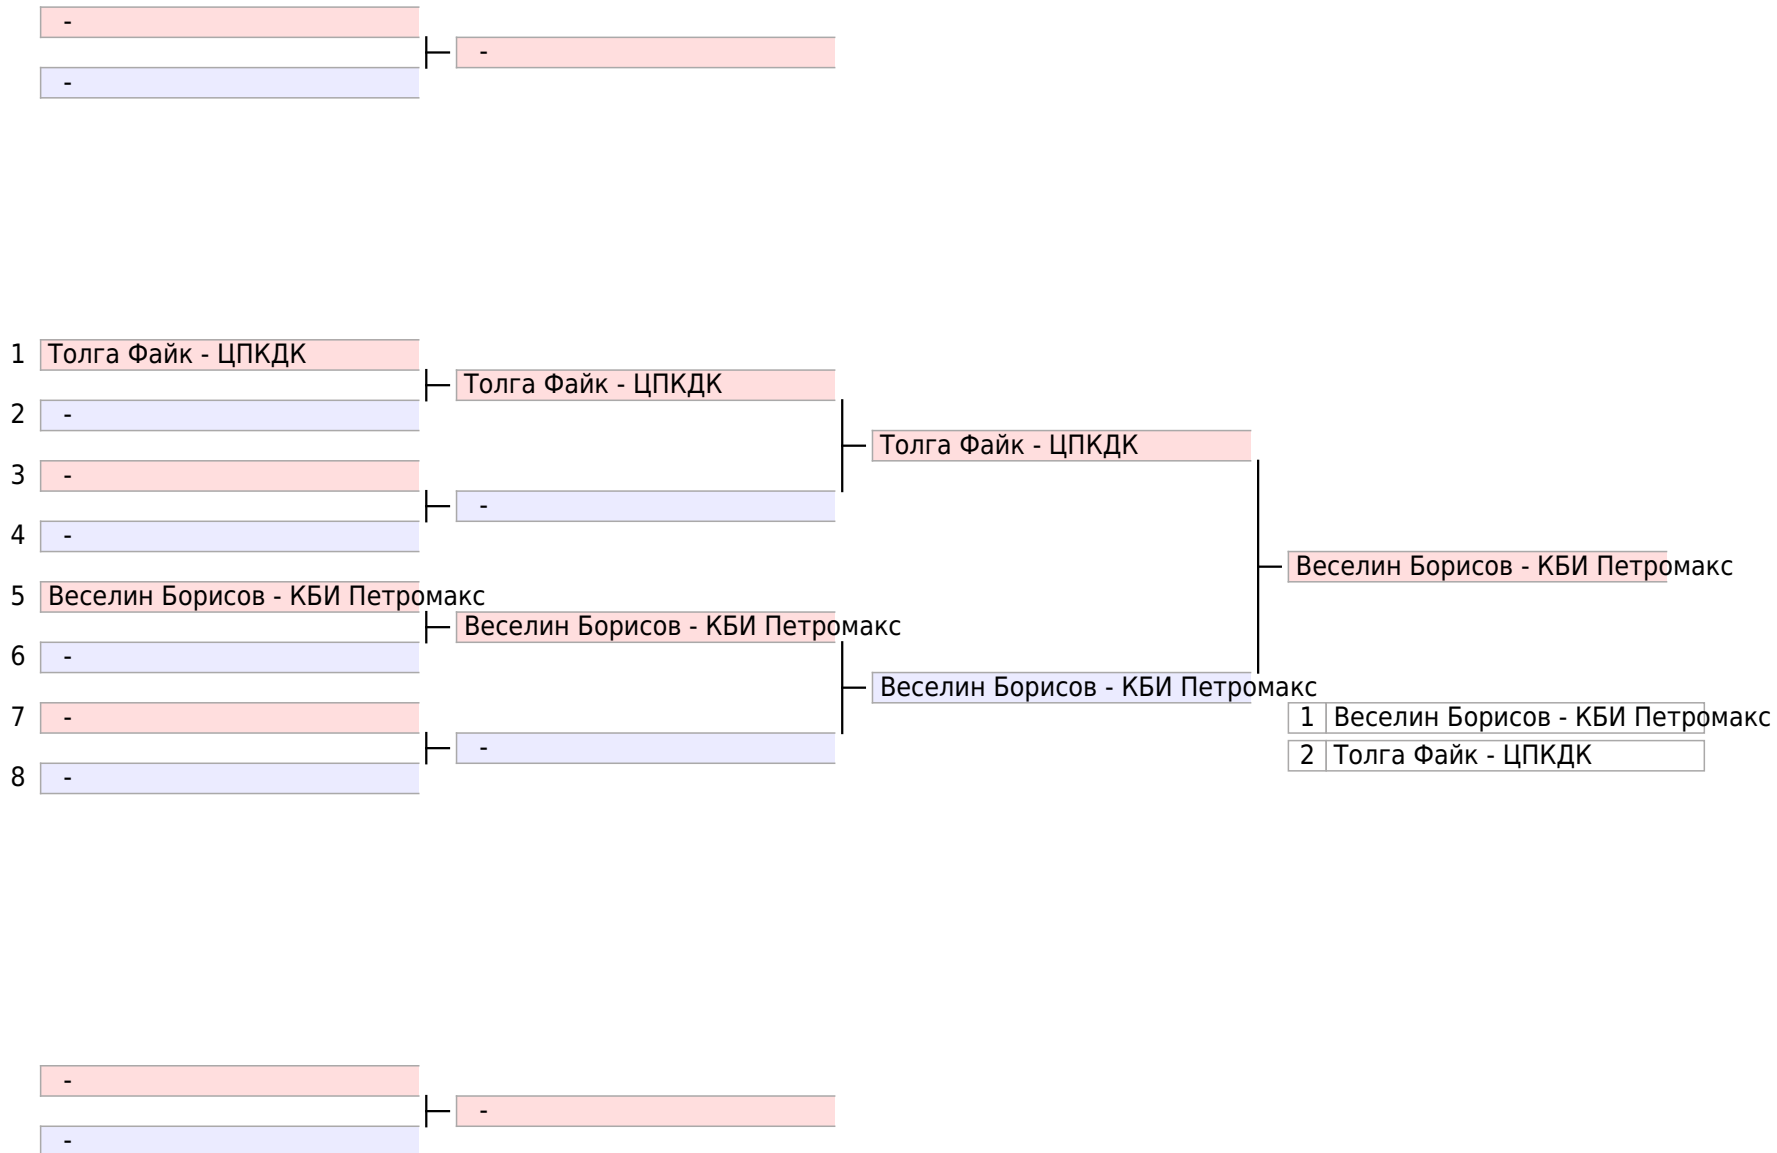 -
-
-
1 Толга Файк - ЦПКДК
Толга Файк - ЦПКДК
2 -
Толга Файк - ЦПКДК
3 -
-
4 -
Веселин Борисов - КБИ Петромакс
5 Веселин Борисов - КБИ Петромакс
Веселин Борисов - КБИ Петромакс
6 -
Веселин Борисов - КБИ Петромакс
7 -
1 Веселин Борисов - КБИ Петромакс
-
2 Толга Файк - ЦПКДК
8 -
-
-
-